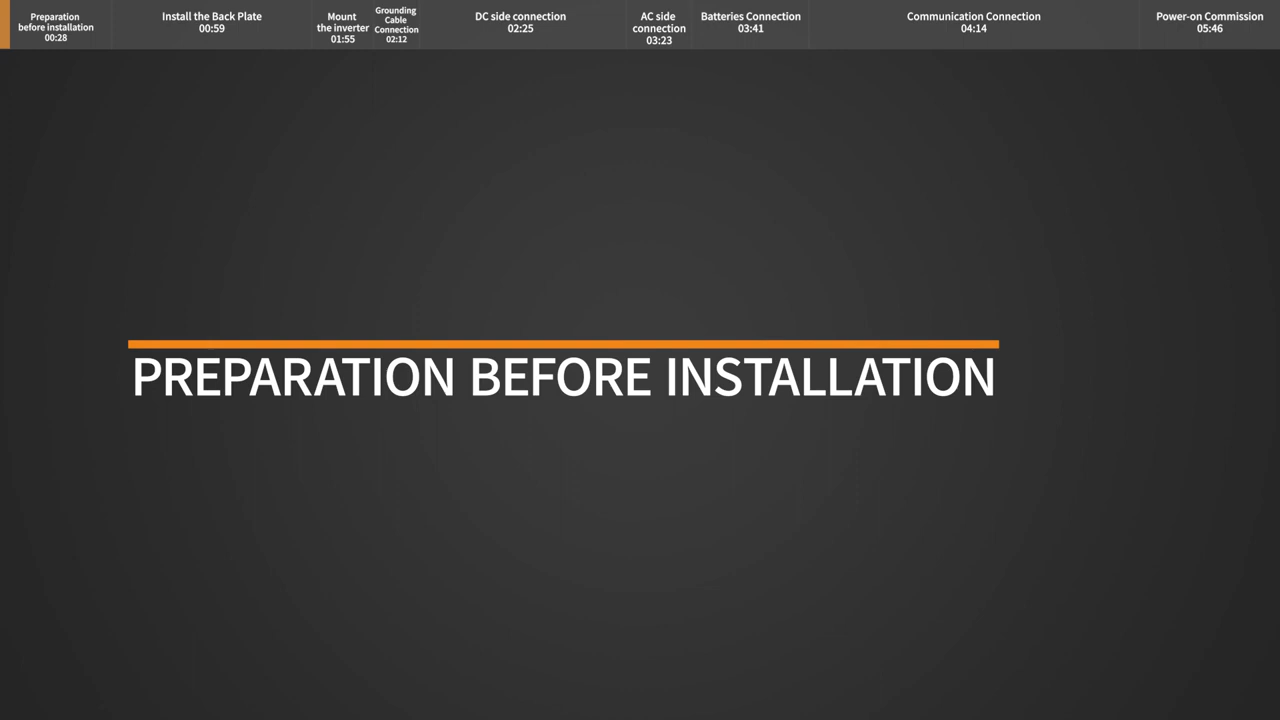 Preparation
before installation
00:28
Install the Back Plate
00:59
Mount
the inverter
01:55
Grounding
Cable
Connection
02:12
DC side connection
02:25
AC side
connection
03:23
Batteries Connection
03:41
Communication Connection
04:14
Power-on Commission
05:46
PREPARATION BEFORE INSTALLATION